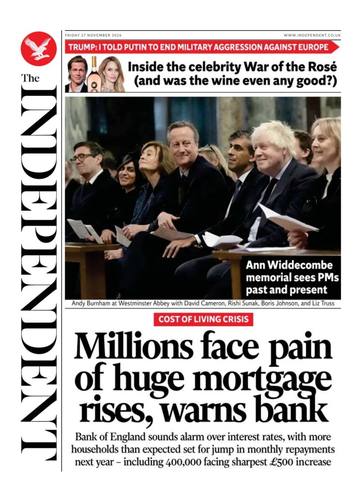 FRIDAY 17 NOVEMBER 2026
WWW.INDEPENDENT.CO.UK
The
INDEPENDENT
TRUMP: I TOLD PUTIN TO END MILITARY AGGRESSION AGAINST EUROPE
Inside the celebrity War of the Rosé
(and was the wine even any good?)
Ann Widdecombe
memorial sees PMs
past and present
Andy Burnham at Westminster Abbey with David Cameron, Rishi Sunak, Boris Johnson, and Liz Truss
COST OF LIVING CRISIS
Millions face pain
of huge mortgage
rises, warns bank
Bank of England sounds alarm over interest rates, with more
households than expected set for jump in monthly repayments
next year – including 400,000 facing sharpest £500 increase